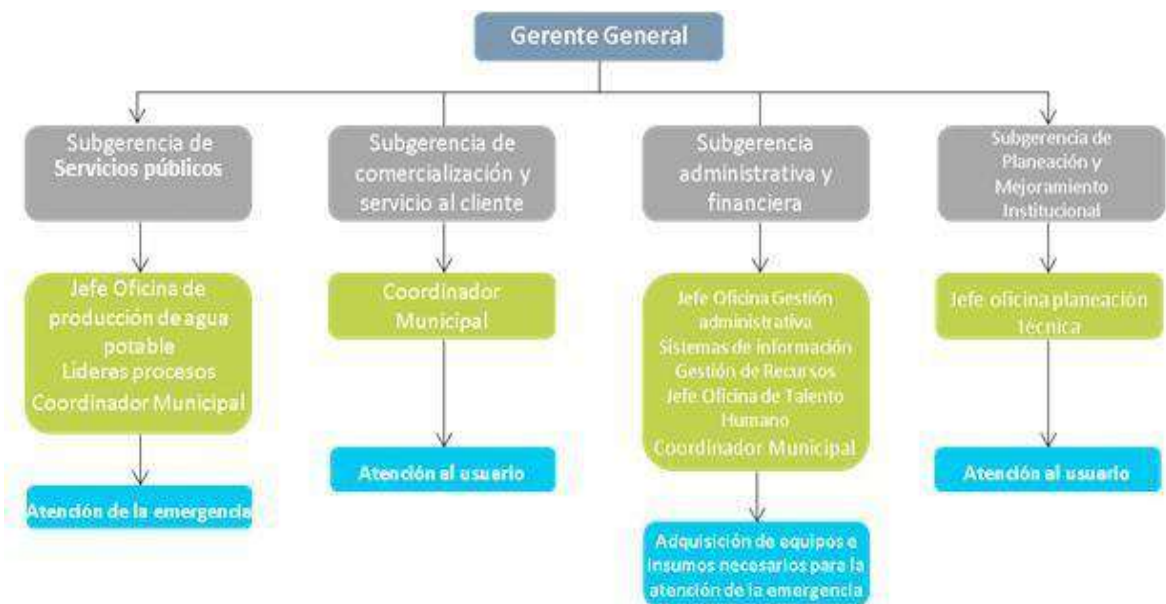 Gerente General
Subgerencia de
Servicios públicos
Subgerencia de
comercialización y
servicio al cliente
Subgerencia
administrativa y
financiera
Subgerencia de
Planeación y
Mejoramiento
Institucional
Jefe Oficina de
producción de agua
potable
Lideres procesos
Coordinador Municipal
Coordinador
Municipal
Jefe Oficina Gestión
administrativa
Sistemas de información
Gestión de Recursos
Jefe Oficina de Talento
Humano
Coordinador Municipal
Jefe oficina planeación
Técnica
Atención de la emergencia
Atención al usuario
Adquisición de equipos e
insumos necesarios para la
atención de la emergencia
Atención al usuario